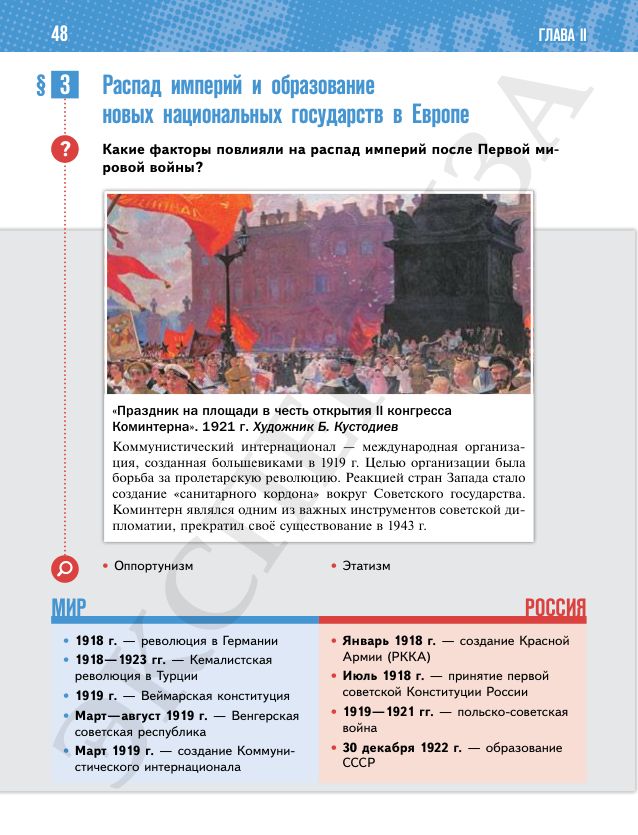 48
ГЛАВА II
§ 3
Распад империй и образование
новых национальных государств в Европе
?
Какие факторы повлияли на распад империй после Первой ми-
ровой войны?
«Праздник на площади в честь открытия II конгресса
Коминтерна». 1921 г. Художник Б. Кустодиев
Коммунистический интернационал — международная организа-
ция, созданная большевиками в 1919 г. Целью организации была
борьба за пролетарскую революцию. Реакцией стран Запада стало
создание «санитарного кордона» вокруг Советского государства.
Коминтерн являлся одним из важных инструментов советской ди-
пломатии, прекратил своё существование в 1943 г.
• Оппортунизм
• Этатизм
МИР
• 1918 г. — революция в Германии
• 1918—1923 гг. — Кемалистская
революция в Турции
• 1919 г. — Веймарская конституция
• Март—август 1919 г. — Венгерская
советская республика
• Март 1919 г. — создание Коммуни-
стического интернационала
РОССИЯ
• Январь 1918 г. — создание Красной
Армии (РККА)
• Июль 1918 г. — принятие первой
советской Конституции России
• 1919—1921 гг. — польско-советская
война
• 30 декабря 1922 г. — образование
СССР
ЭКСПЕРТИЗА